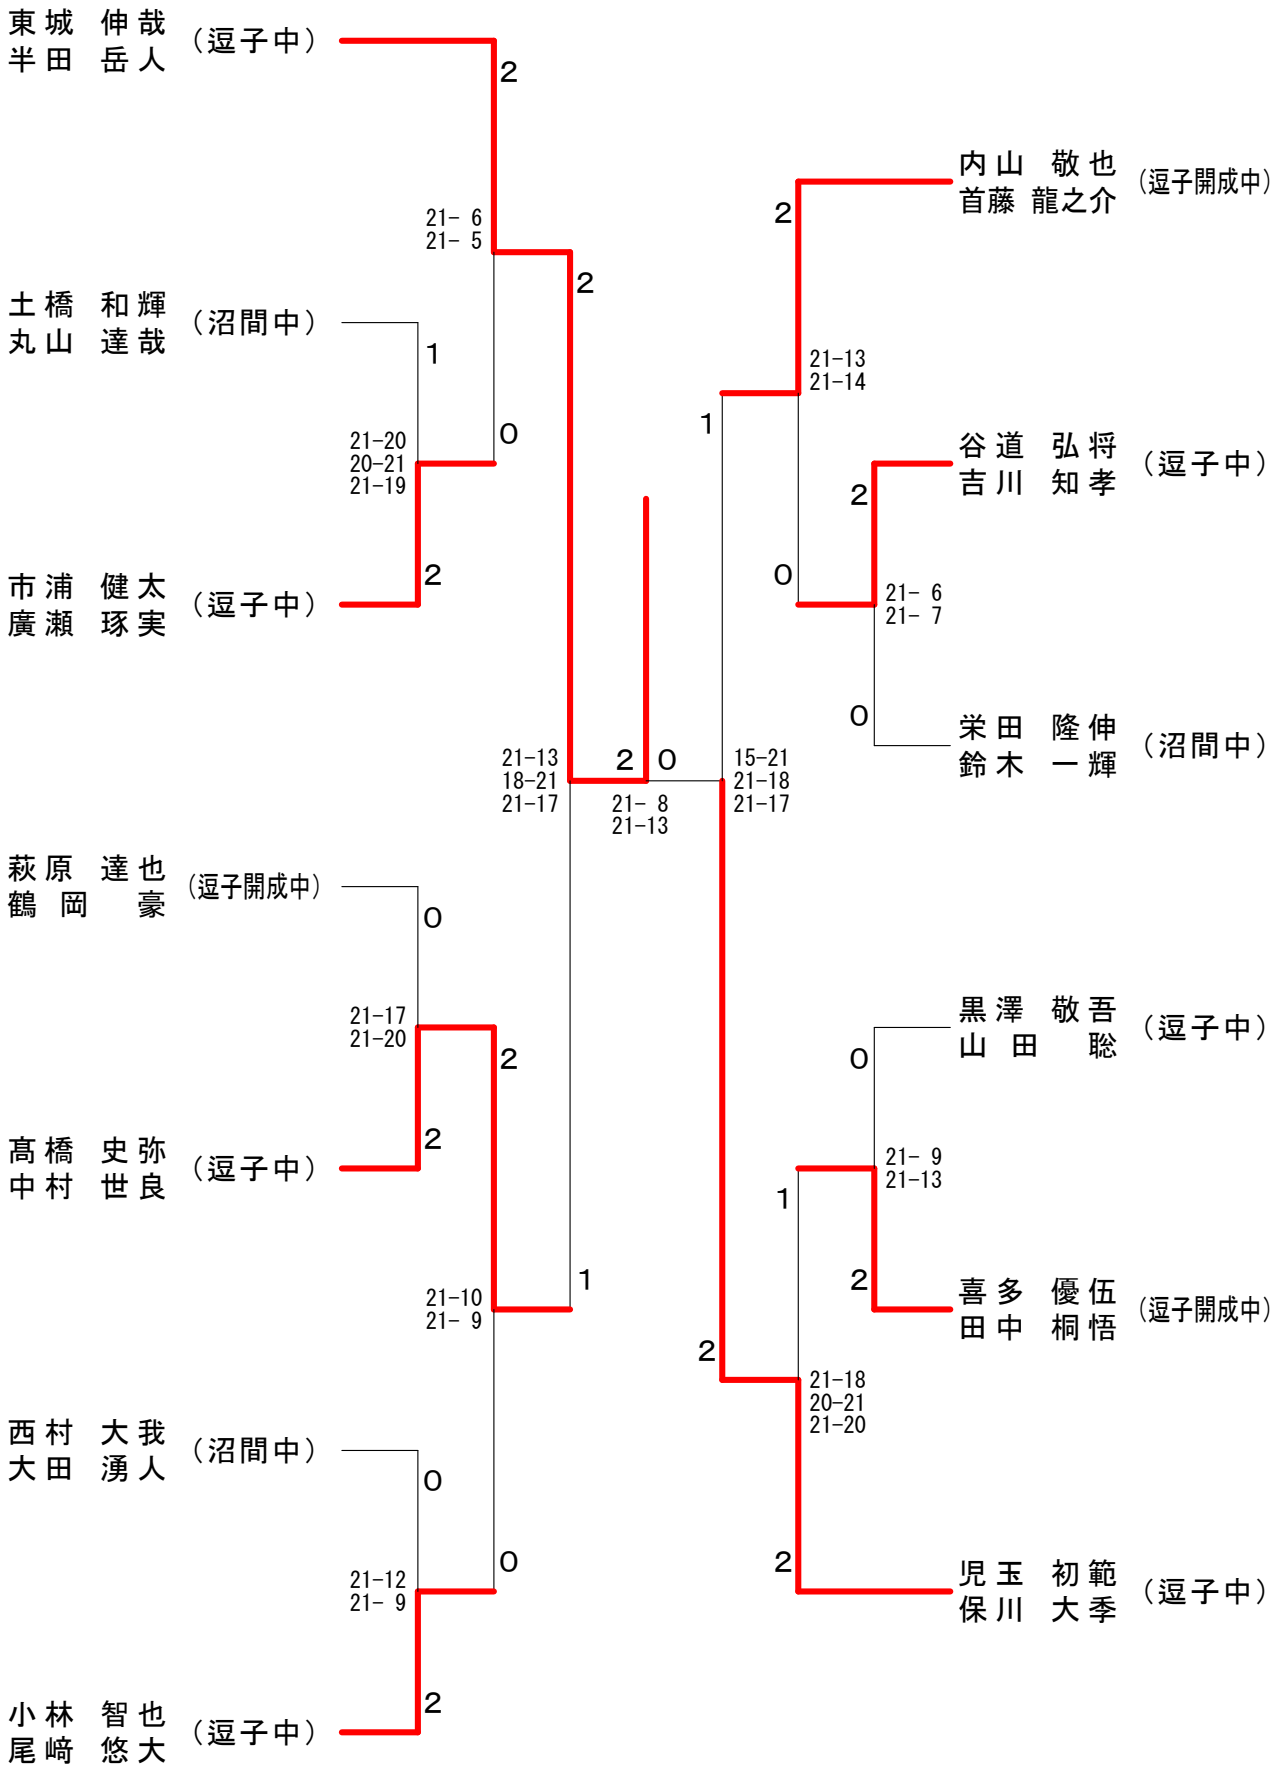 東城 伸哉
半田 岳人
(逗子中)
2
21- 6
21- 5
土橋 和輝
丸山 達哉
(沼間中)
1
0
21-20
20-21
21-19
市浦 健太
廣瀬 琢実
(逗子中)
2
2
21-13
18-21
21-17
萩原 達也
鶴岡 豪
(逗子開成中)
0
21-17
21-20
2
髙橋 史弥
中村 世良
(逗子中)
2
21-10
21- 9
1
西村 大我
大田 湧人
(沼間中)
0
0
21-12
21- 9
小林 智也
尾﨑 悠大
(逗子中)
2
2 0
21- 8
21-13
内山 敬也
首藤 龍之介
(逗子開成中)
2
21-13
21-14
1
谷道 弘将
吉川 知孝
(逗子中)
2
0
21- 6
21- 7
栄田 隆伸
鈴木 一輝
(沼間中)
0
15-21
21-18
21-17
黒澤 敬吾
山田 聡
(逗子中)
0
21- 9
21-13
1
喜多 優伍
田中 桐悟
(逗子開成中)
2
2
21-18
20-21
21-20
児玉 初範
保川 大季
(逗子中)
2